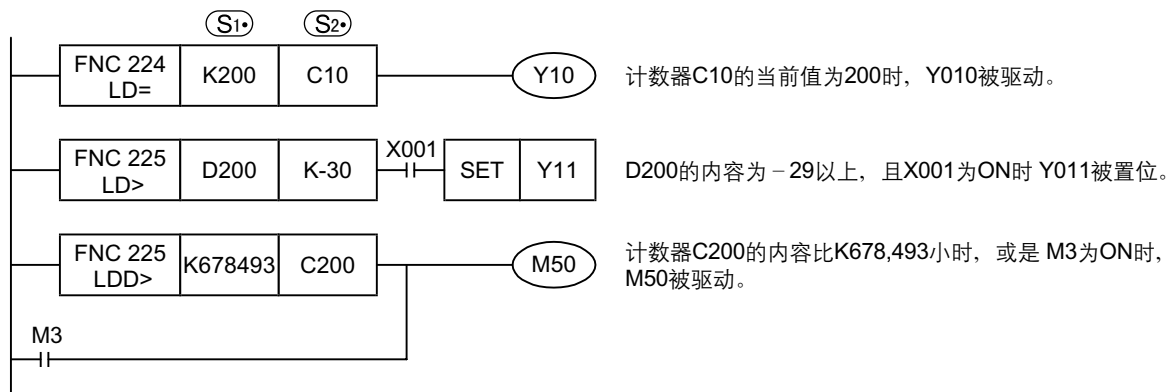 S1• S2•
FNC 224 LD= K200 C10 Y10 计数器C10的当前值为200时，Y010被驱动。
FNC 225 LD> D200 K-30 X001 SET Y11 D200的内容为－29以上，且X001为ON时 Y011被置位。
FNC 225 LDD> K678493 C200 M50 计数器C200的内容比K678,493小时，或是 M3为ON时，
M50被驱动。
M3